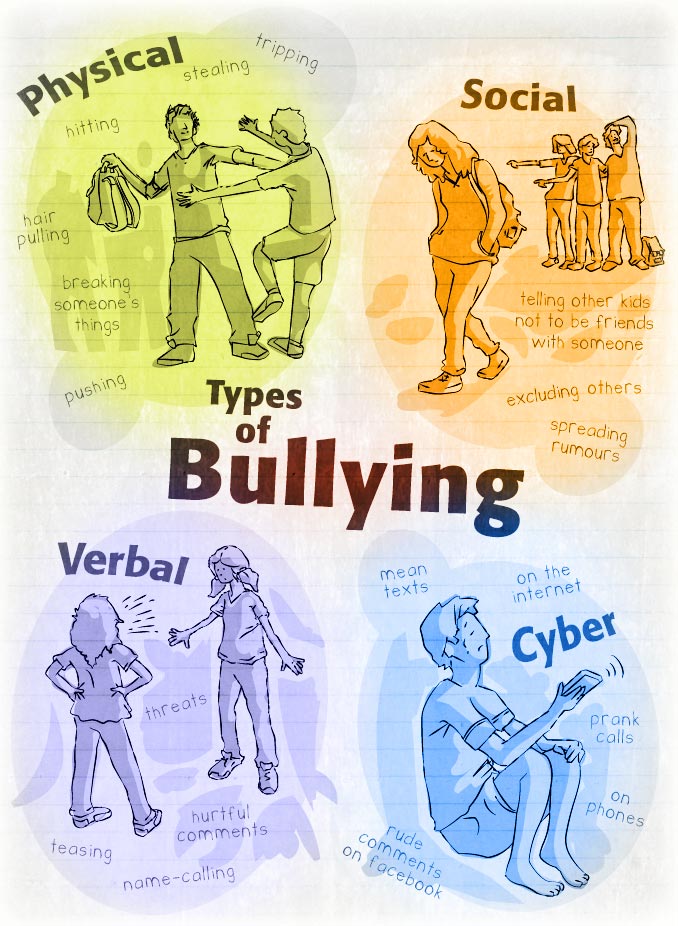 Physical
tripping
stealing
hitting
hair
pulling
breaking
someone's
things
pushing
Social
telling other kids
not to be friends
with someone
excluding others
spreading
rumours
Types
of
Bullying
Verbal
threats
hurtful
comments
teasing
name-calling
mean
texts
on the
internet
Cyber
prank
calls
on
phones
rude
comments
on facebook